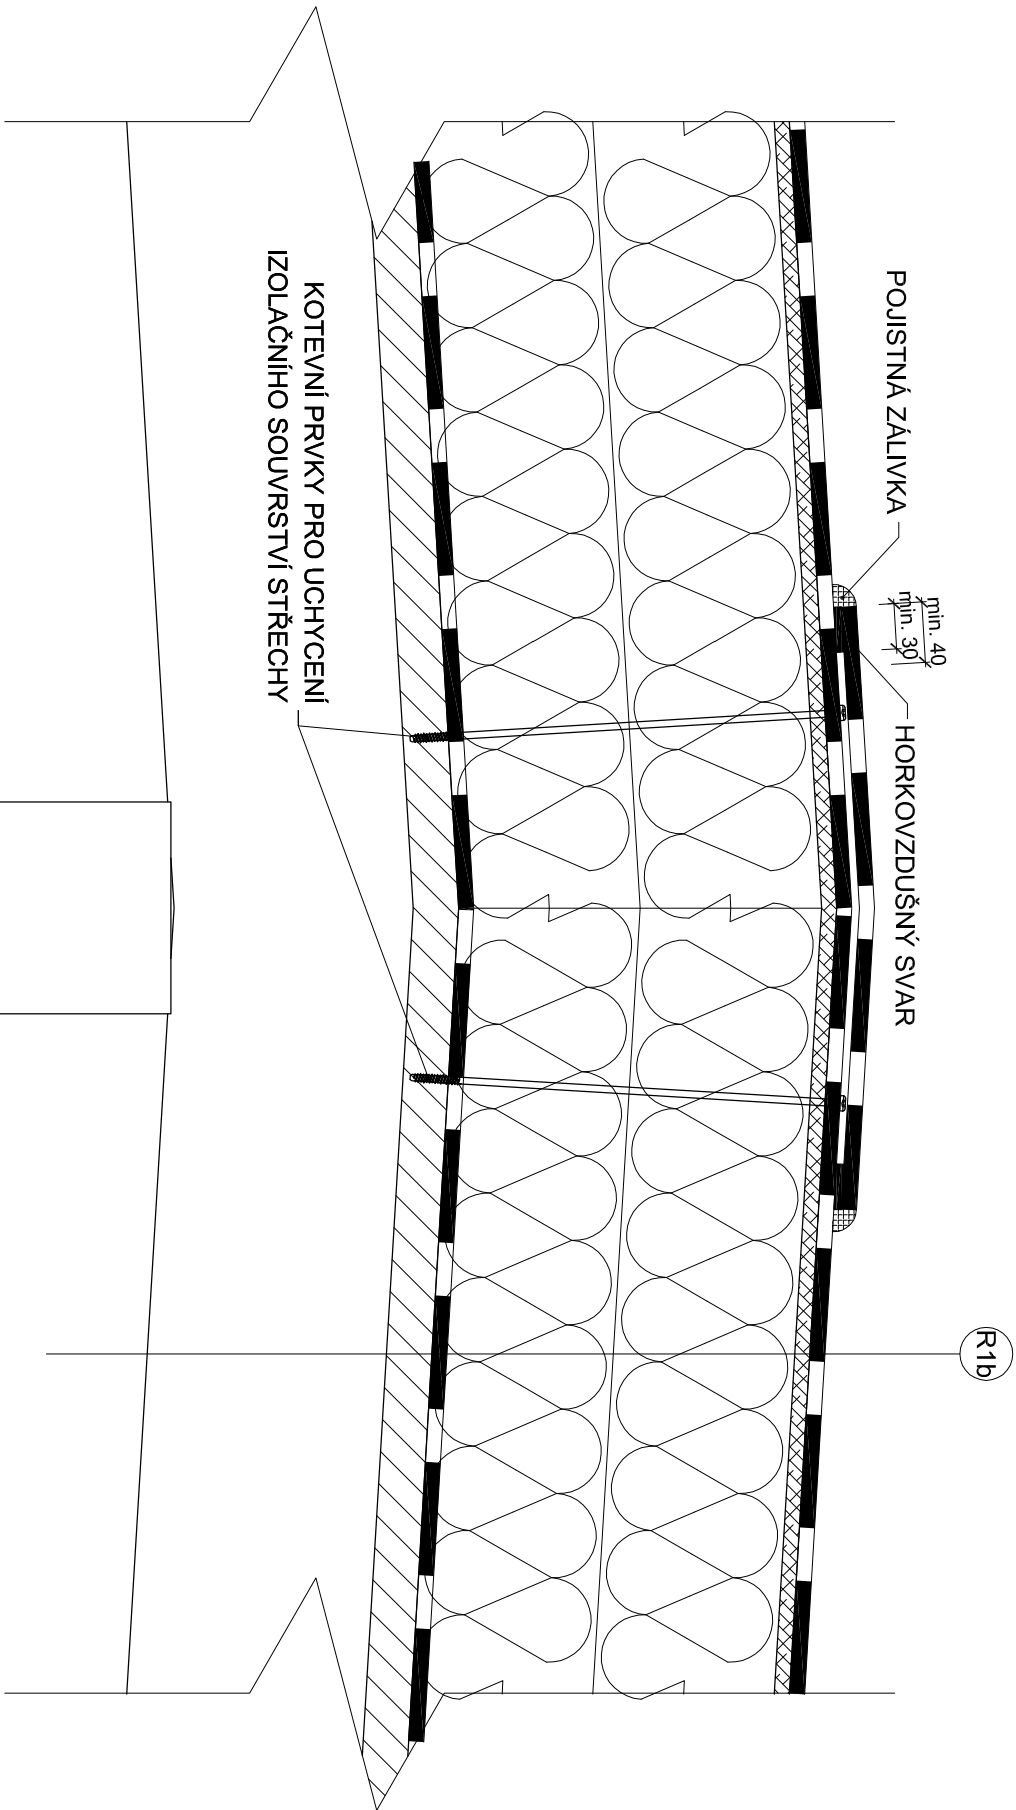 R1b
POJISTNÁ ZÁLIVKA
min. 40
min. 30
HORKOVZDUŠNÝ SVAR
KOTEVNÍ PRVKY PRO UCHYCENÍ
IZOLAČNÍHO SOUVRSTVÍ STŘECHY